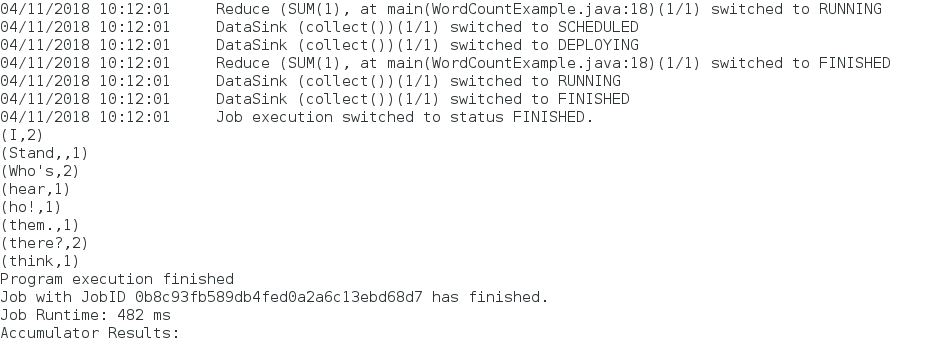 04/11/2018 10:12:01     Reduce (SUM(1), at main(WordCountExample.java:18)(1/1) switched to RUNNING
04/11/2018 10:12:01     DataSink (collect())(1/1) switched to SCHEDULED
04/11/2018 10:12:01     DataSink (collect())(1/1) switched to DEPLOYING
04/11/2018 10:12:01     Reduce (SUM(1), at main(WordCountExample.java:18)(1/1) switched to FINISHED
04/11/2018 10:12:01     DataSink (collect())(1/1) switched to RUNNING
04/11/2018 10:12:01     DataSink (collect())(1/1) switched to FINISHED
04/11/2018 10:12:01     Job execution switched to status FINISHED.
(I,2)
(Stand,,1)
(Who's,2)
(hear,1)
(ho!,1)
(them.,1)
(there?,2)
(think,1)
Program execution finished
Job with JobID 0b8c93fb589db4fed0a2a6c13ebd68d7 has finished.
Job Runtime: 482 ms
Accumulator Results: